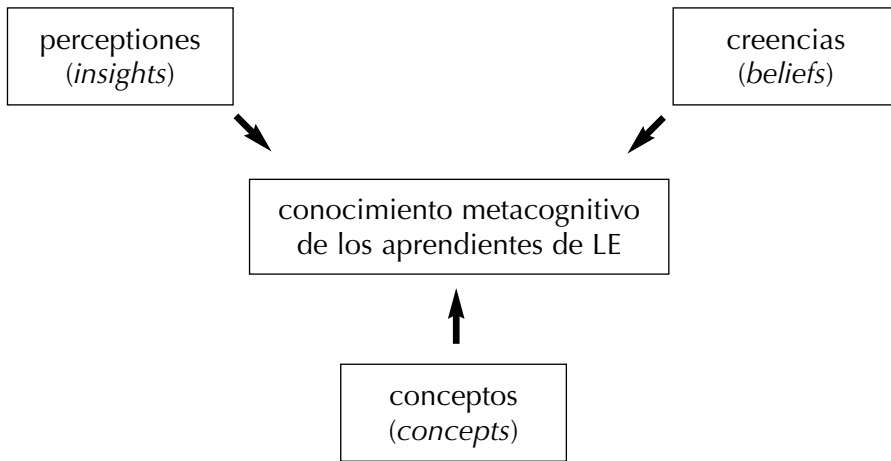 perceptiones
(insights)
creencias
(beliefs)
conocimiento metacognitivo
de los aprendientes de LE
conceptos
(concepts)